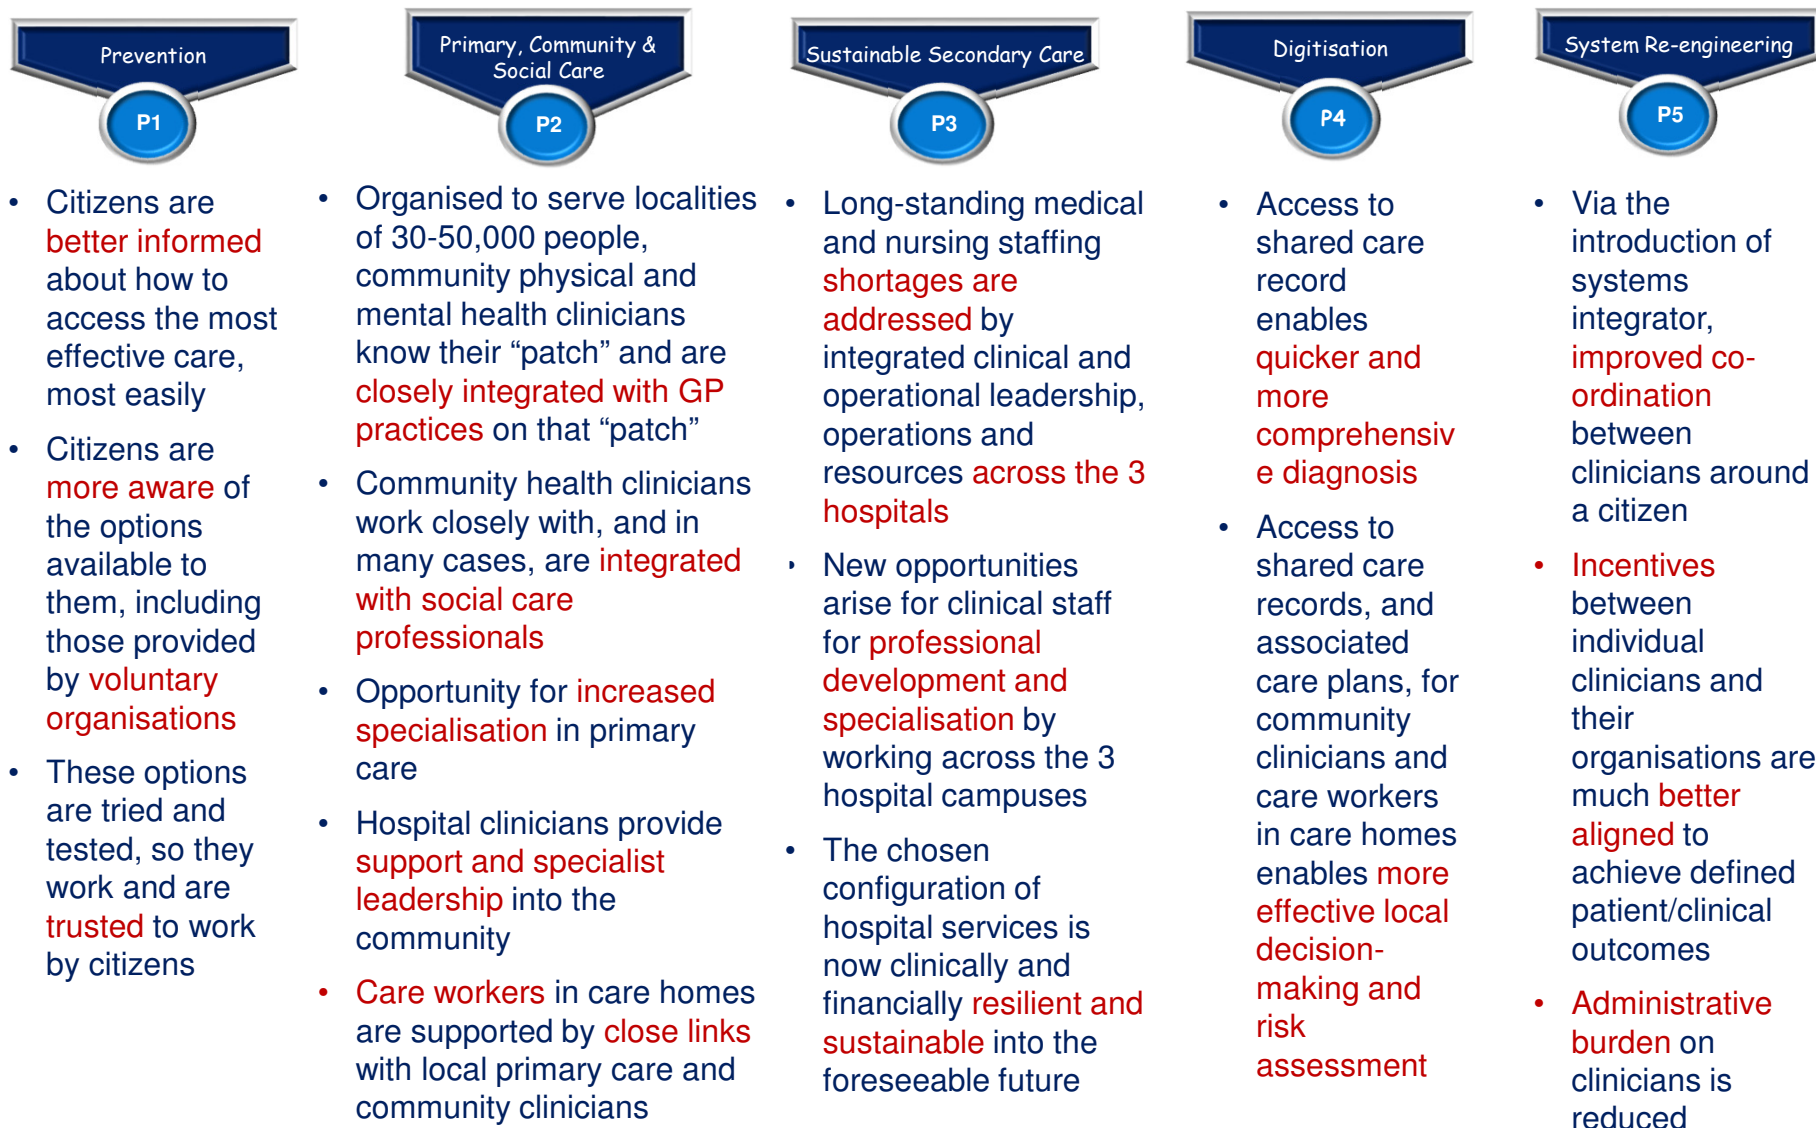 Prevention
P1
• Citizens are
better informed
about how to
access the most
effective care,
most easily
• Citizens are
more aware of
the options
available to
them, including
those provided
by voluntary
organisations
• These options
are tried and
tested, so they
work and are
trusted to work
by citizens
Primary, Community &
Social Care
P2
• Organised to serve localities
of 30-50,000 people,
community physical and
mental health clinicians
know their “patch” and are
closely integrated with GP
practices on that “patch”
• Community health clinicians
work closely with, and in
many cases, are integrated
with social care
professionals
• Opportunity for increased
specialisation in primary
care
• Hospital clinicians provide
support and specialist
leadership into the
community
• Care workers in care homes
are supported by close links
with local primary care and
community clinicians
Sustainable Secondary Care
P3
• Long-standing medical
and nursing staffing
shortages are
addressed by
integrated clinical and
operational leadership,
operations and
resources across the 3
hospitals
• New opportunities
arise for clinical staff
for professional
development and
specialisation by
working across the 3
hospital campuses
• The chosen
configuration of
hospital services is
now clinically and
financially resilient and
sustainable into the
foreseeable future
Digitisation
P4
• Access to
shared care
record
enables
quicker and
more
comprehensiv
e diagnosis
• Access to
shared care
records, and
associated
care plans, for
community
clinicians and
care workers
in care homes
enables more
effective local
decision-
making and
risk
assessment
System Re-engineering
P5
• Via the
introduction of
systems
integrator,
improved co-
ordination
between
clinicians around
a citizen
• Incentives
between
individual
clinicians and
their
organisations are
much better
aligned to
achieve defined
patient/clinical
outcomes
• Administrative
burden on
clinicians is
reduced